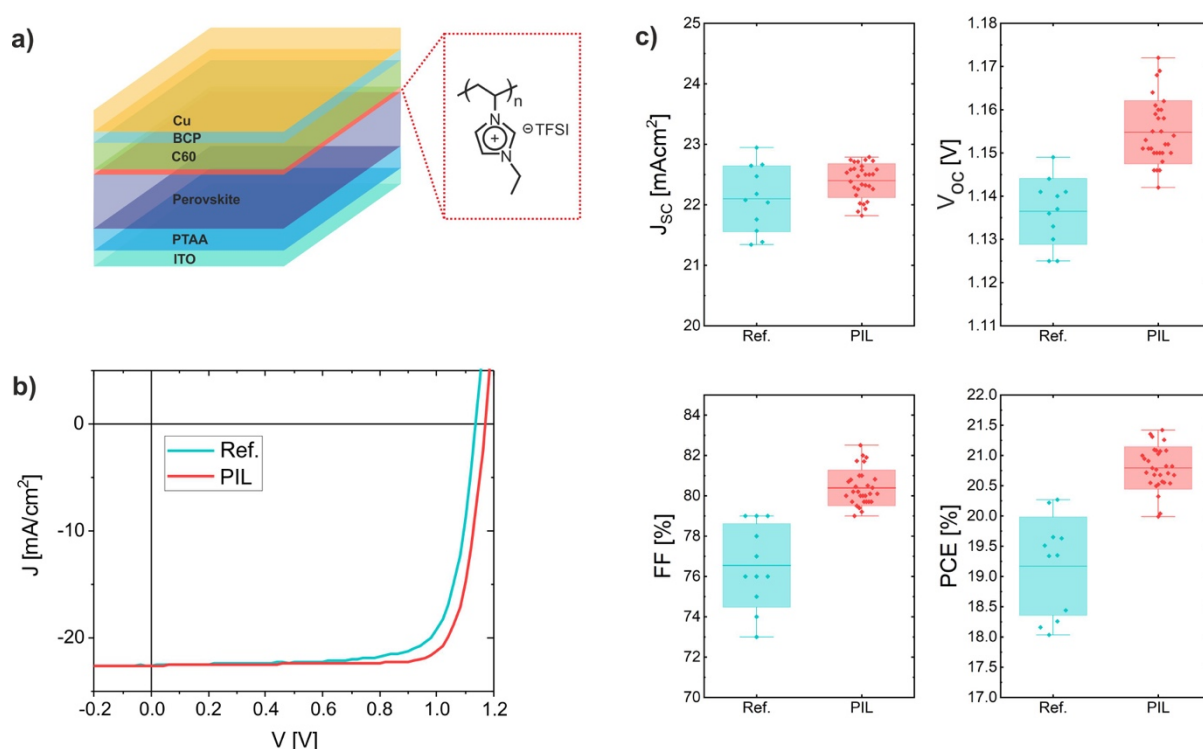 a)
Cu
BCP
C60
Perovskite
PTAA
ITO
n
N
+
N
⊖TFSI
b)
J [mA/cm²]
0
-10
-20
Ref.
PIL
-0.2 0.0 0.2 0.4 0.6 0.8 1.0 1.2
V [V]
c)
J_SC [mAcm²]
25
24
23
22
21
20
Ref. PIL
V_OC [V]
1.18
1.17
1.16
1.15
1.14
1.13
1.12
1.11
Ref. PIL
FF [%]
84
82
80
78
76
74
72
70
Ref. PIL
PCE [%]
22.0
21.5
21.0
20.5
20.0
19.5
19.0
18.5
18.0
17.5
17.0
Ref. PIL